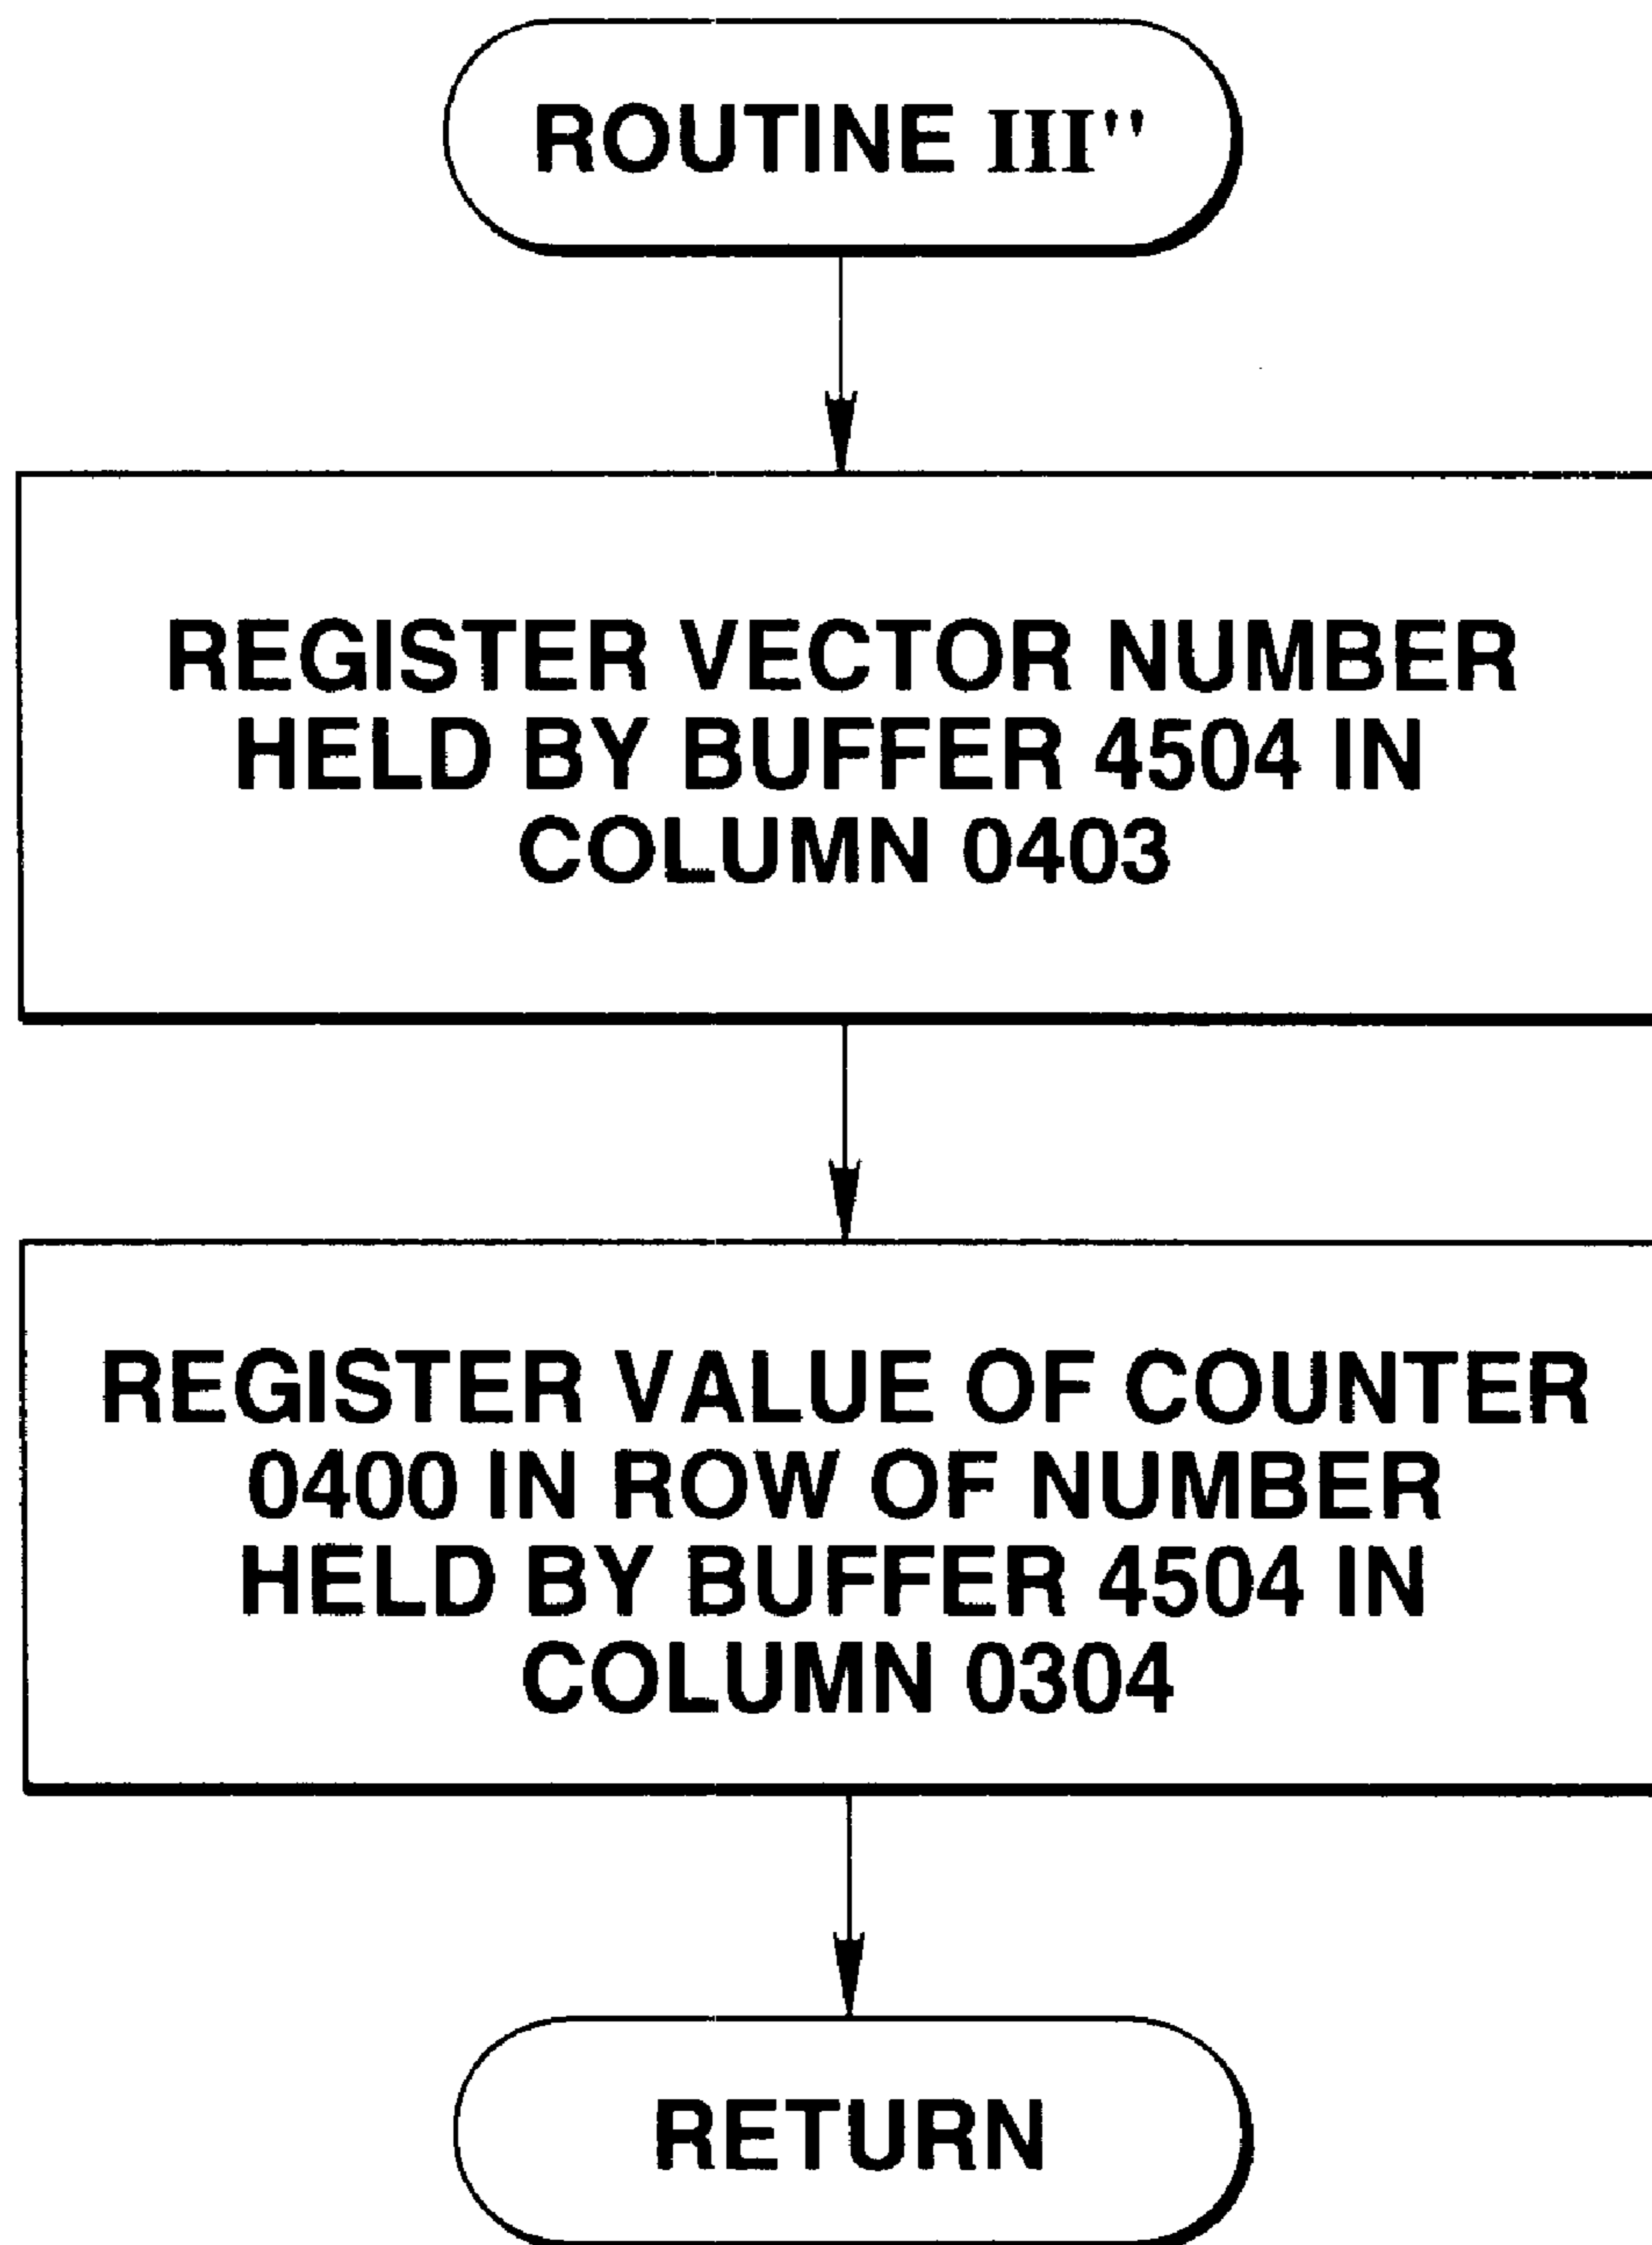 ROUTINE III''
REGISTER VECTOR NUMBER
HELD BY BUFFER 4504 IN
COLUMN 0403
REGISTER VALUE OF COUNTER
0400 IN ROW OF NUMBER
HELD BY BUFFER 4504 IN
COLUMN 0304
RETURN